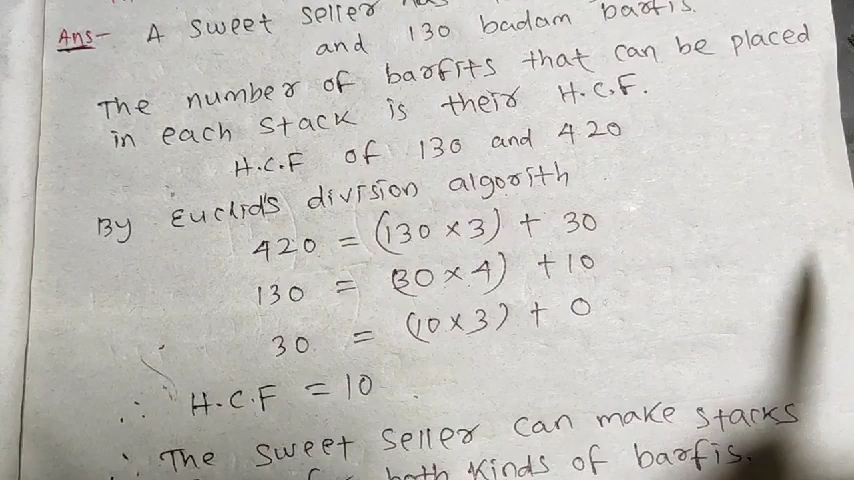 Ans- A sweet seller has
and 130 badam barfis.
The number of barfits that can be placed
in each stack is their H.C.F.
H.C.F of 130 and 420
By Euclid's division algorith
420 = (130 × 3) + 30
130 = (30 × 4) + 10
30 = (10 × 3) + 0
∴ H.C.F = 10
∴ The sweet seller can make stacks
both kinds of barfis.